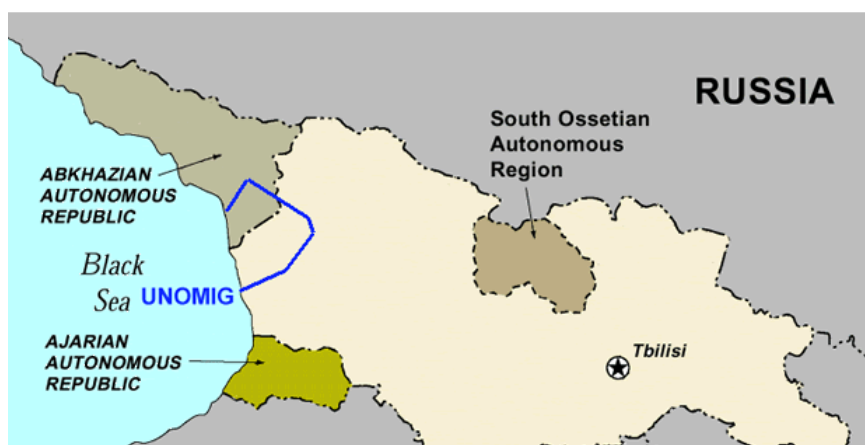 RUSSIA
South Ossetian
Autonomous
Region
ABKHAZIAN
AUTONOMOUS
REPUBLIC
Black
Sea
UNOMIG
AJARIAN
AUTONOMOUS
REPUBLIC
Tbilisi